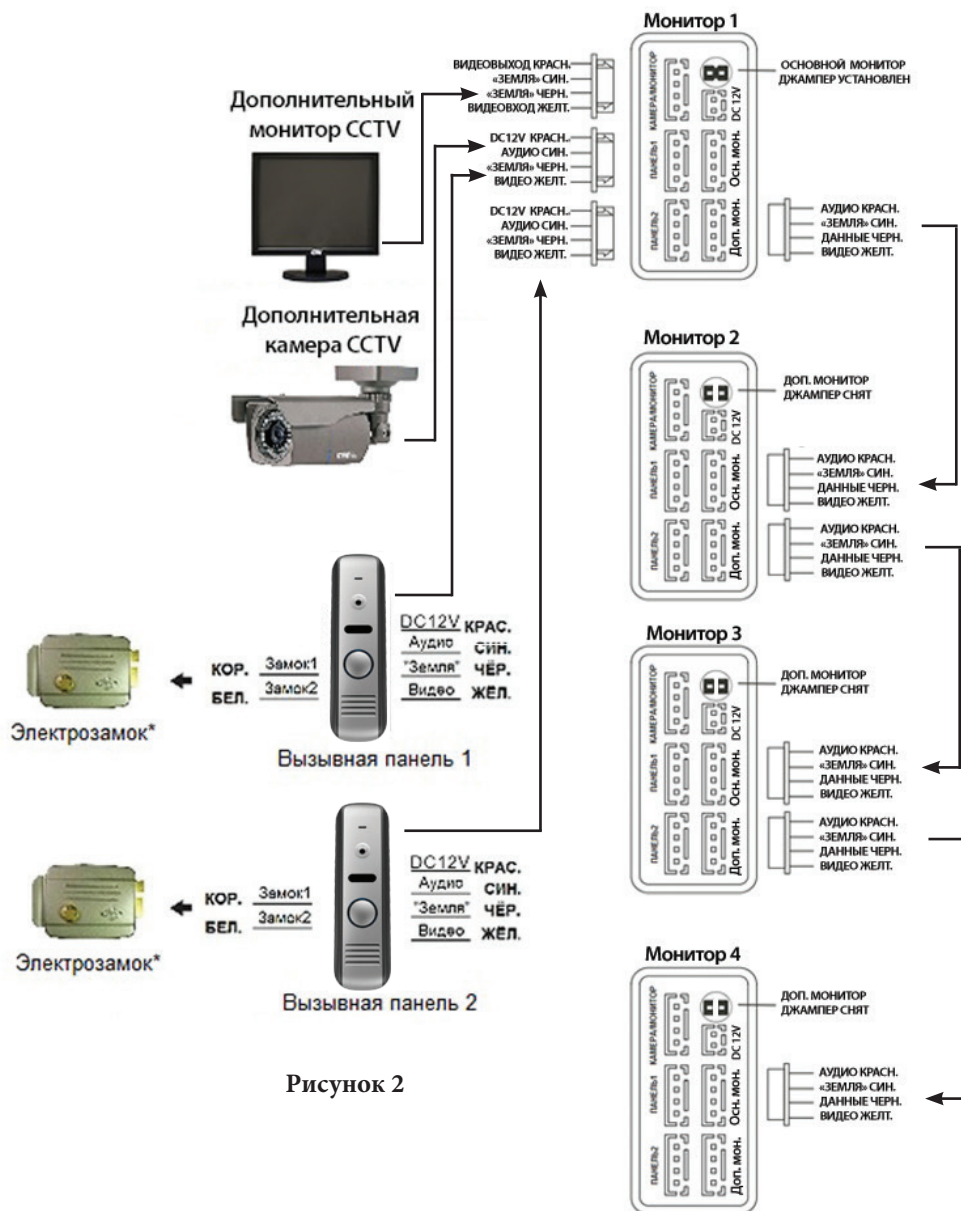 Монитор 1
ВИДЕОВЫХОД КРАСН.
«ЗЕМЛЯ» СИН.
«ЗЕМЛЯ» ЧЕРН.
ВИДЕОВХОД ЖЕЛТ.
КАМЕРА/МОНИТОР
DC 12V
ОСНОВНОЙ МОНИТОР
ДЖАМПЕР УСТАНОВЛЕН
Дополнительный
монитор CCTV
DC12V КРАСН.
АУДИО СИН.
«ЗЕМЛЯ» ЧЕРН.
ВИДЕО ЖЕЛТ.
ПАНЕЛЬ1
Осн. мон.
DC12V КРАСН.
АУДИО СИН.
«ЗЕМЛЯ» ЧЕРН.
ВИДЕО ЖЕЛТ.
ПАНЕЛЬ2
Доп. мон.
АУДИО КРАСН.
«ЗЕМЛЯ» СИН.
ДАННЫЕ ЧЕРН.
ВИДЕО ЖЕЛТ.
Дополнительная
камера CCTV
Монитор 2
КАМЕРА/МОНИТОР
DC 12V
ДОП. МОНИТОР
ДЖАМПЕР СНЯТ
ПАНЕЛЬ1
Осн. мон.
АУДИО КРАСН.
«ЗЕМЛЯ» СИН.
ДАННЫЕ ЧЕРН.
ВИДЕО ЖЕЛТ.
ПАНЕЛЬ2
Доп. мон.
АУДИО КРАСН.
«ЗЕМЛЯ» СИН.
ДАННЫЕ ЧЕРН.
ВИДЕО ЖЕЛТ.
КОР. Замок1
БЕЛ. Замок2
Электрозамок*
DC12V КРАС.
Аудио СИН.
"Земля" ЧЁР.
Видео ЖЁЛ.
Вызывная панель 1
Монитор 3
КАМЕРА/МОНИТОР
DC 12V
ДОП. МОНИТОР
ДЖАМПЕР СНЯТ
ПАНЕЛЬ1
Осн. мон.
АУДИО КРАСН.
«ЗЕМЛЯ» СИН.
ДАННЫЕ ЧЕРН.
ВИДЕО ЖЕЛТ.
ПАНЕЛЬ2
Доп. мон.
АУДИО КРАСН.
«ЗЕМЛЯ» СИН.
ДАННЫЕ ЧЕРН.
ВИДЕО ЖЕЛТ.
КОР. Замок1
БЕЛ. Замок2
Электрозамок*
DC12V КРАС.
Аудио СИН.
"Земля" ЧЁР.
Видео ЖЁЛ.
Вызывная панель 2
Монитор 4
КАМЕРА/МОНИТОР
DC 12V
ДОП. МОНИТОР
ДЖАМПЕР СНЯТ
ПАНЕЛЬ1
Осн. мон.
АУДИО КРАСН.
«ЗЕМЛЯ» СИН.
ДАННЫЕ ЧЕРН.
ВИДЕО ЖЕЛТ.
ПАНЕЛЬ2
Доп. мон.
Рисунок 2